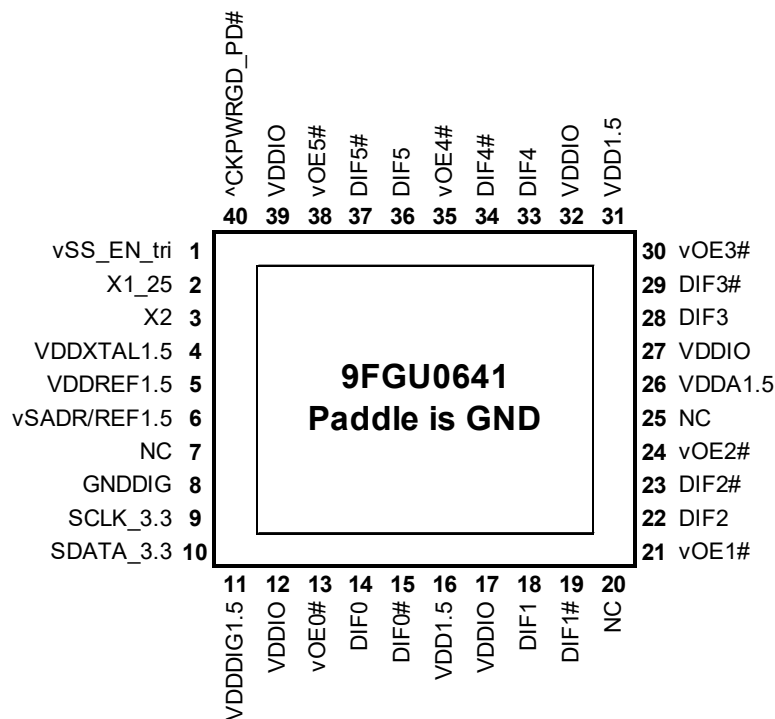 ^CKPWRGD_PD#
VDDIO
vOE5#
DIF5#
DIF5
vOE4#
DIF4#
DIF4
VDDIO
VDD1.5
40 39 38 37 36 35 34 33 32 31
vSS_EN_tri 1
X1_25 2
X2 3
VDDXTAL1.5 4
VDDREF1.5 5
vSADR/REF1.5 6
NC 7
GNDDIG 8
SCLK_3.3 9
SDATA_3.3 10
9FGU0641
Paddle is GND
30 vOE3#
29 DIF3#
28 DIF3
27 VDDIO
26 VDDA1.5
25 NC
24 vOE2#
23 DIF2#
22 DIF2
21 vOE1#
11 12 13 14 15 16 17 18 19 20
VDDDIG1.5
VDDIO
vOE0#
DIF0
DIF0#
VDD1.5
VDDIO
DIF1
DIF1#
NC